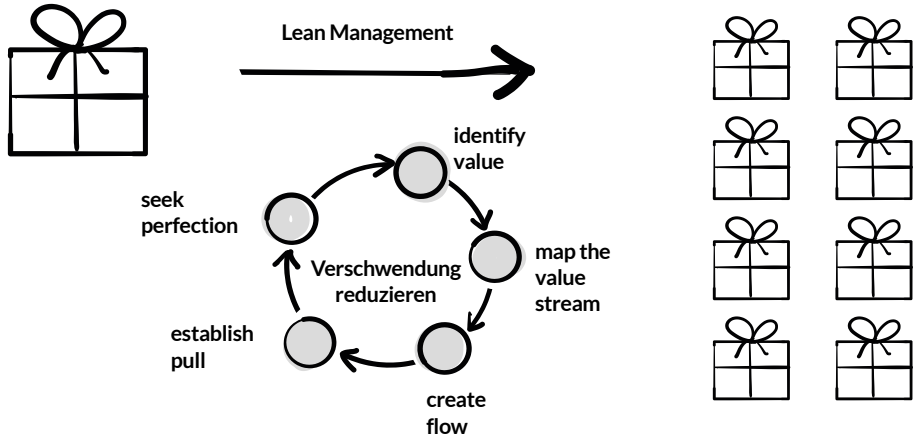 Lean Management
identify
value
map the
value
stream
create
flow
establish
pull
seek
perfection
Verschwendung
reduzieren